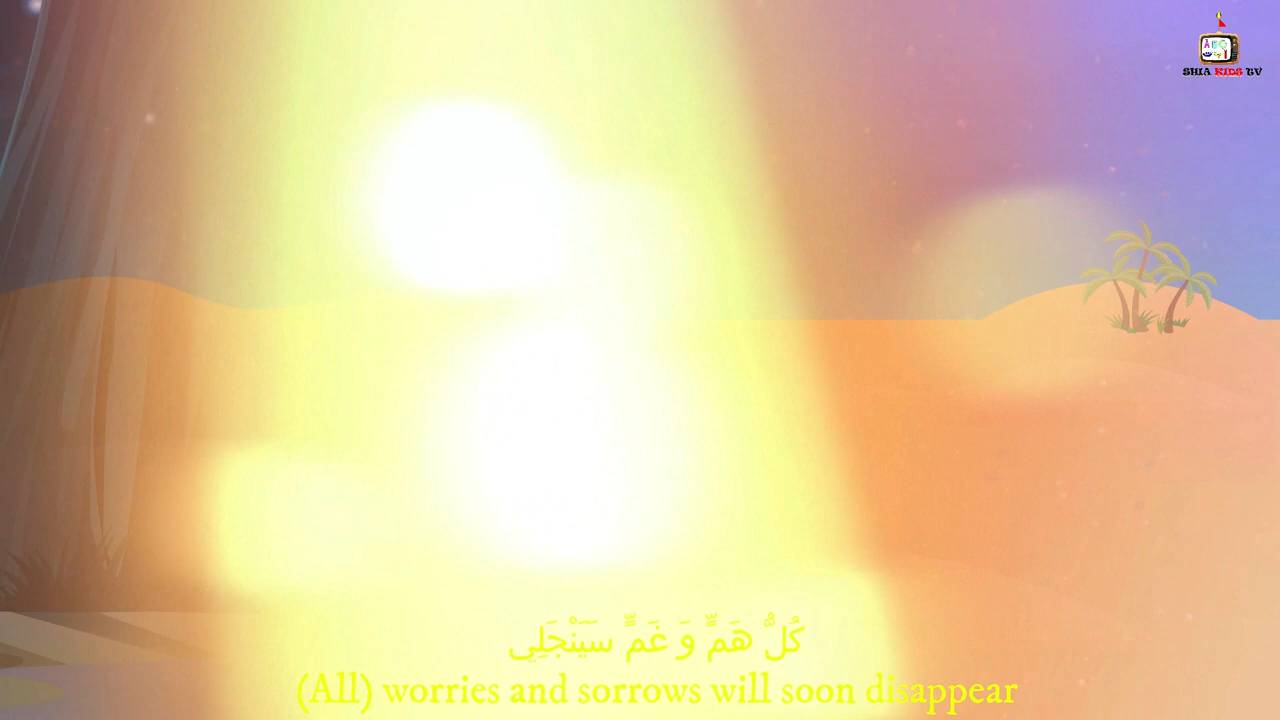 SHIA KIDS TV
كُلُّ هَمٍّ وَ غَمٍّ سَيَنْجَلِي
(All) worries and sorrows will soon disappear